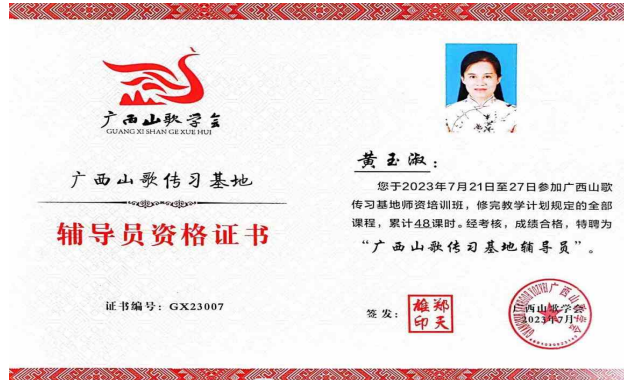 广西山歌学会
GUANG XI SHAN GE XUE HUI
广西山歌传习基地
辅导员资格证书
证书编号：GX23007
黄玉淑：
您于2023年7月21日至27日参加广西山歌
传习基地师资培训班，修完教学计划规定的全部
课程，累计48课时。经考核，成绩合格，特聘为
“广西山歌传习基地辅导员”。
签发：
雄郑
印天
广西山歌学会
2023年7月
广西山歌学会